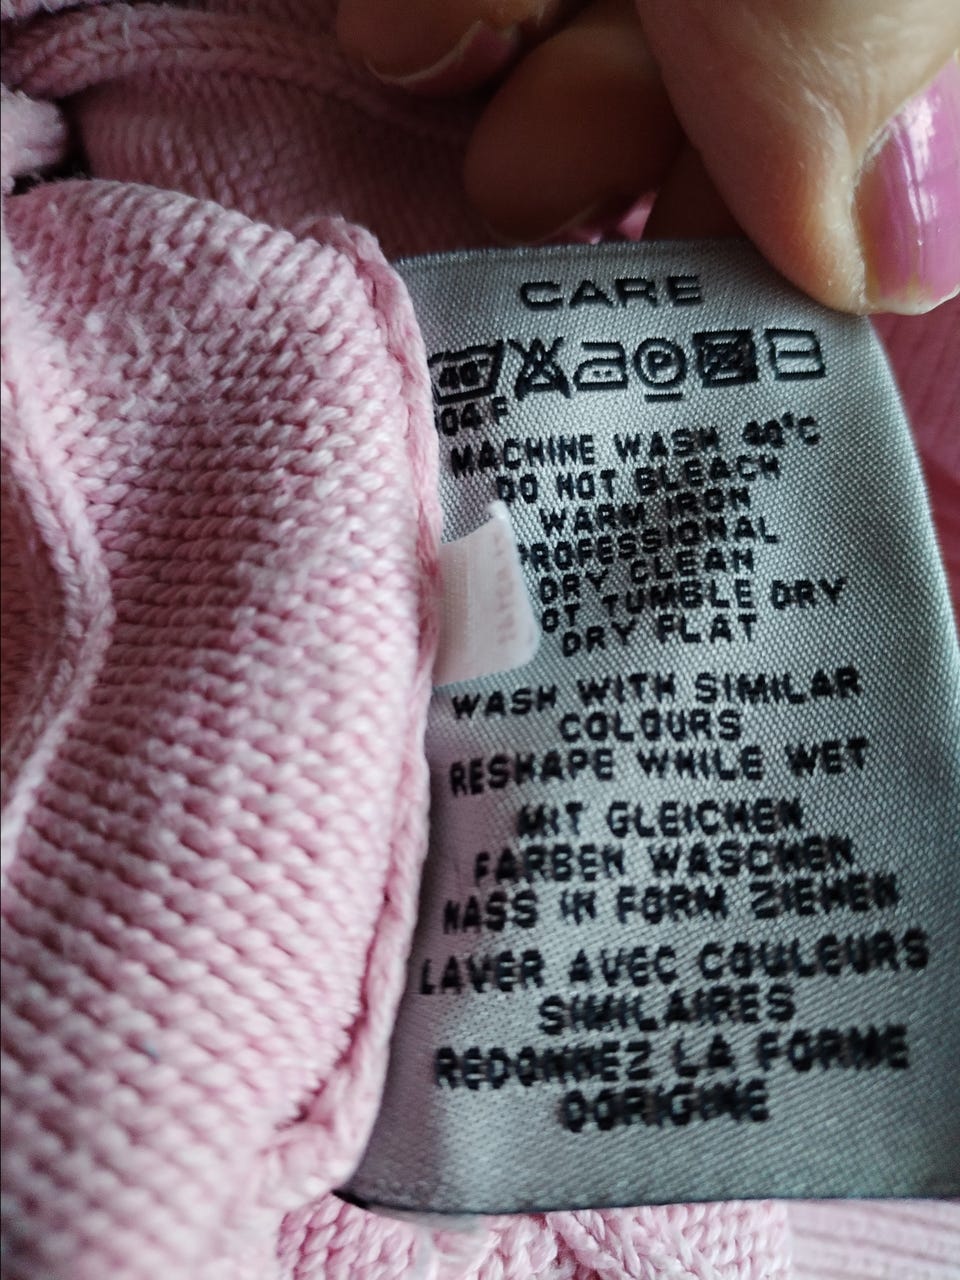 CARE
40°
P
104 F
MACHINE WASH 40°C
DO NOT BLEACH
WARM IRON
PROFESSIONAL
DRY CLEAN
OT TUMBLE DRY
DRY FLAT
WASH WITH SIMILAR
COLOURS
RESHAPE WHILE WET
MIT GLEICHEN
FARBEN WASCHEN
NASS IN FORM ZIEHEN
LAVER AVEC COULEURS
SIMILAIRES
REDONNEZ LA FORME
DORIGINE